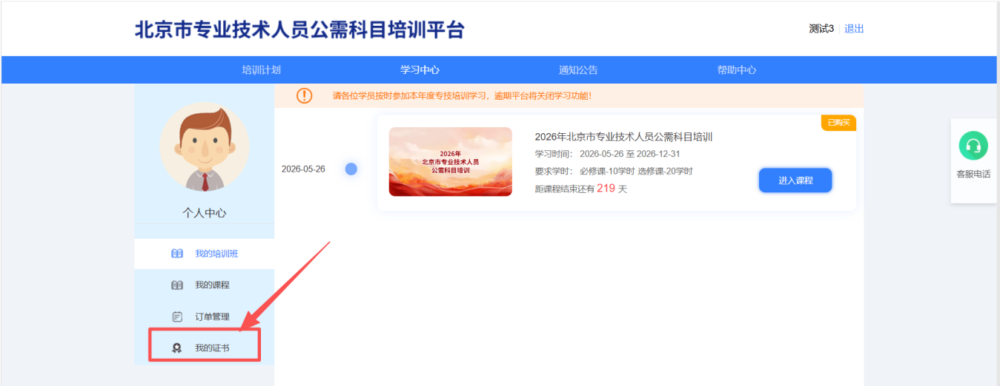 北京市专业技术人员公需科目培训平台
测试3 | 退出
培训计划 学习中心 通知公告 帮助中心
请各位学员按时参加本年度专技培训学习，逾期平台将关闭学习功能！
个人中心
我的培训班
我的课程
订单管理
我的证书
2026-05-26
2026年
北京市专业技术人员
公需科目培训
已购买
2026年北京市专业技术人员公需科目培训
学习时间： 2026-05-26 至 2026-12-31
要求学时： 必修课-10学时 选修课-20学时
距课程结束还有 219 天
进入课程
客服电话